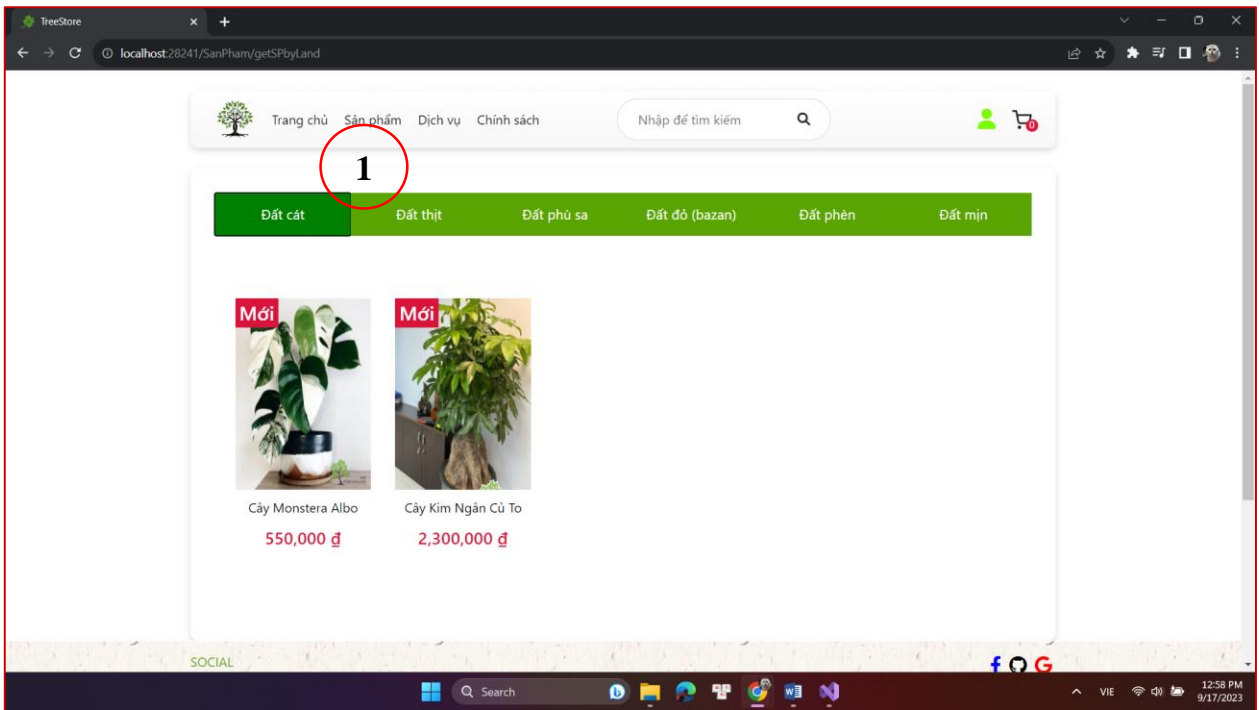 TreeStore
localhost:28241/SanPham/getSPbyLand
Trang chủ Sản phẩm Dịch vụ Chính sách Nhập để tìm kiếm 0
1
Đất cát Đất thịt Đất phù sa Đất đỏ (bazan) Đất phèn Đất mịn
Mới Mới
Cây Monstera Albo Cây Kim Ngân Củ To
550,000 ₫ 2,300,000 ₫
SOCIAL
Search VIE 12:58 PM
9/17/2023